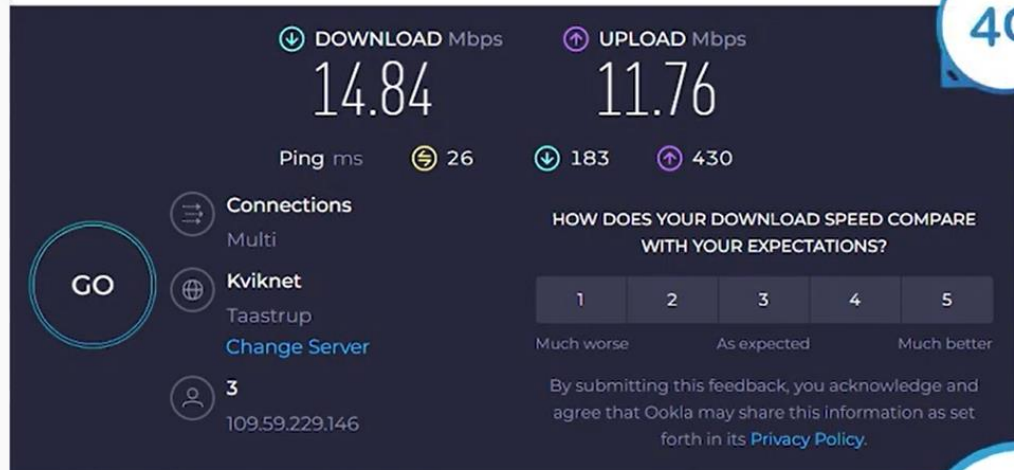 DOWNLOAD Mbps
UPLOAD Mbps
14.84
11.76
Ping ms 26 183 430
GO
Connections
Multi
Kviknet
Taastrup
Change Server
3
109.59.229.146
HOW DOES YOUR DOWNLOAD SPEED COMPARE
WITH YOUR EXPECTATIONS?
1 2 3 4 5
Much worse As expected Much better
By submitting this feedback, you acknowledge and
agree that Ookla may share this information as set
forth in its Privacy Policy.